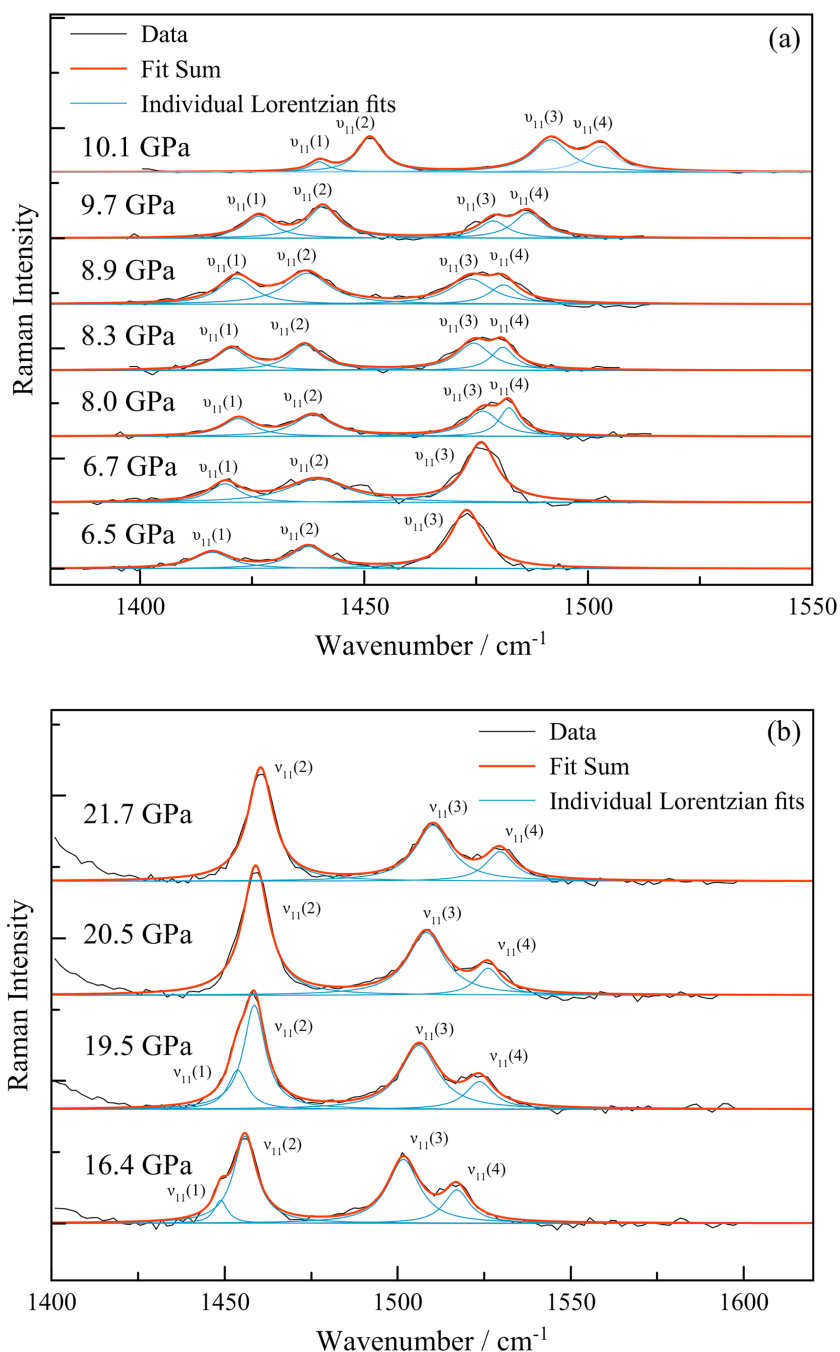 (a)
Data
Fit Sum
Individual Lorentzian fits
10.1 GPa
υ11(1)
υ11(2)
υ11(3)
υ11(4)
9.7 GPa
υ11(1)
υ11(2)
υ11(3)
υ11(4)
8.9 GPa
υ11(1)
υ11(2)
υ11(3)
υ11(4)
8.3 GPa
υ11(1)
υ11(2)
υ11(3)
υ11(4)
8.0 GPa
υ11(1)
υ11(2)
υ11(3)
υ11(4)
6.7 GPa
υ11(1)
υ11(2)
υ11(3)
6.5 GPa
υ11(1)
υ11(2)
υ11(3)
Raman Intensity
1400 1450 1500 1550
Wavenumber / cm-1
(b)
Data
Fit Sum
Individual Lorentzian fits
21.7 GPa
ν11(2)
ν11(3)
ν11(4)
20.5 GPa
ν11(2)
ν11(3)
ν11(4)
19.5 GPa
ν11(1)
ν11(2)
ν11(3)
ν11(4)
16.4 GPa
ν11(1)
ν11(2)
ν11(3)
ν11(4)
Raman Intensity
1400 1450 1500 1550 1600
Wavenumber / cm-1